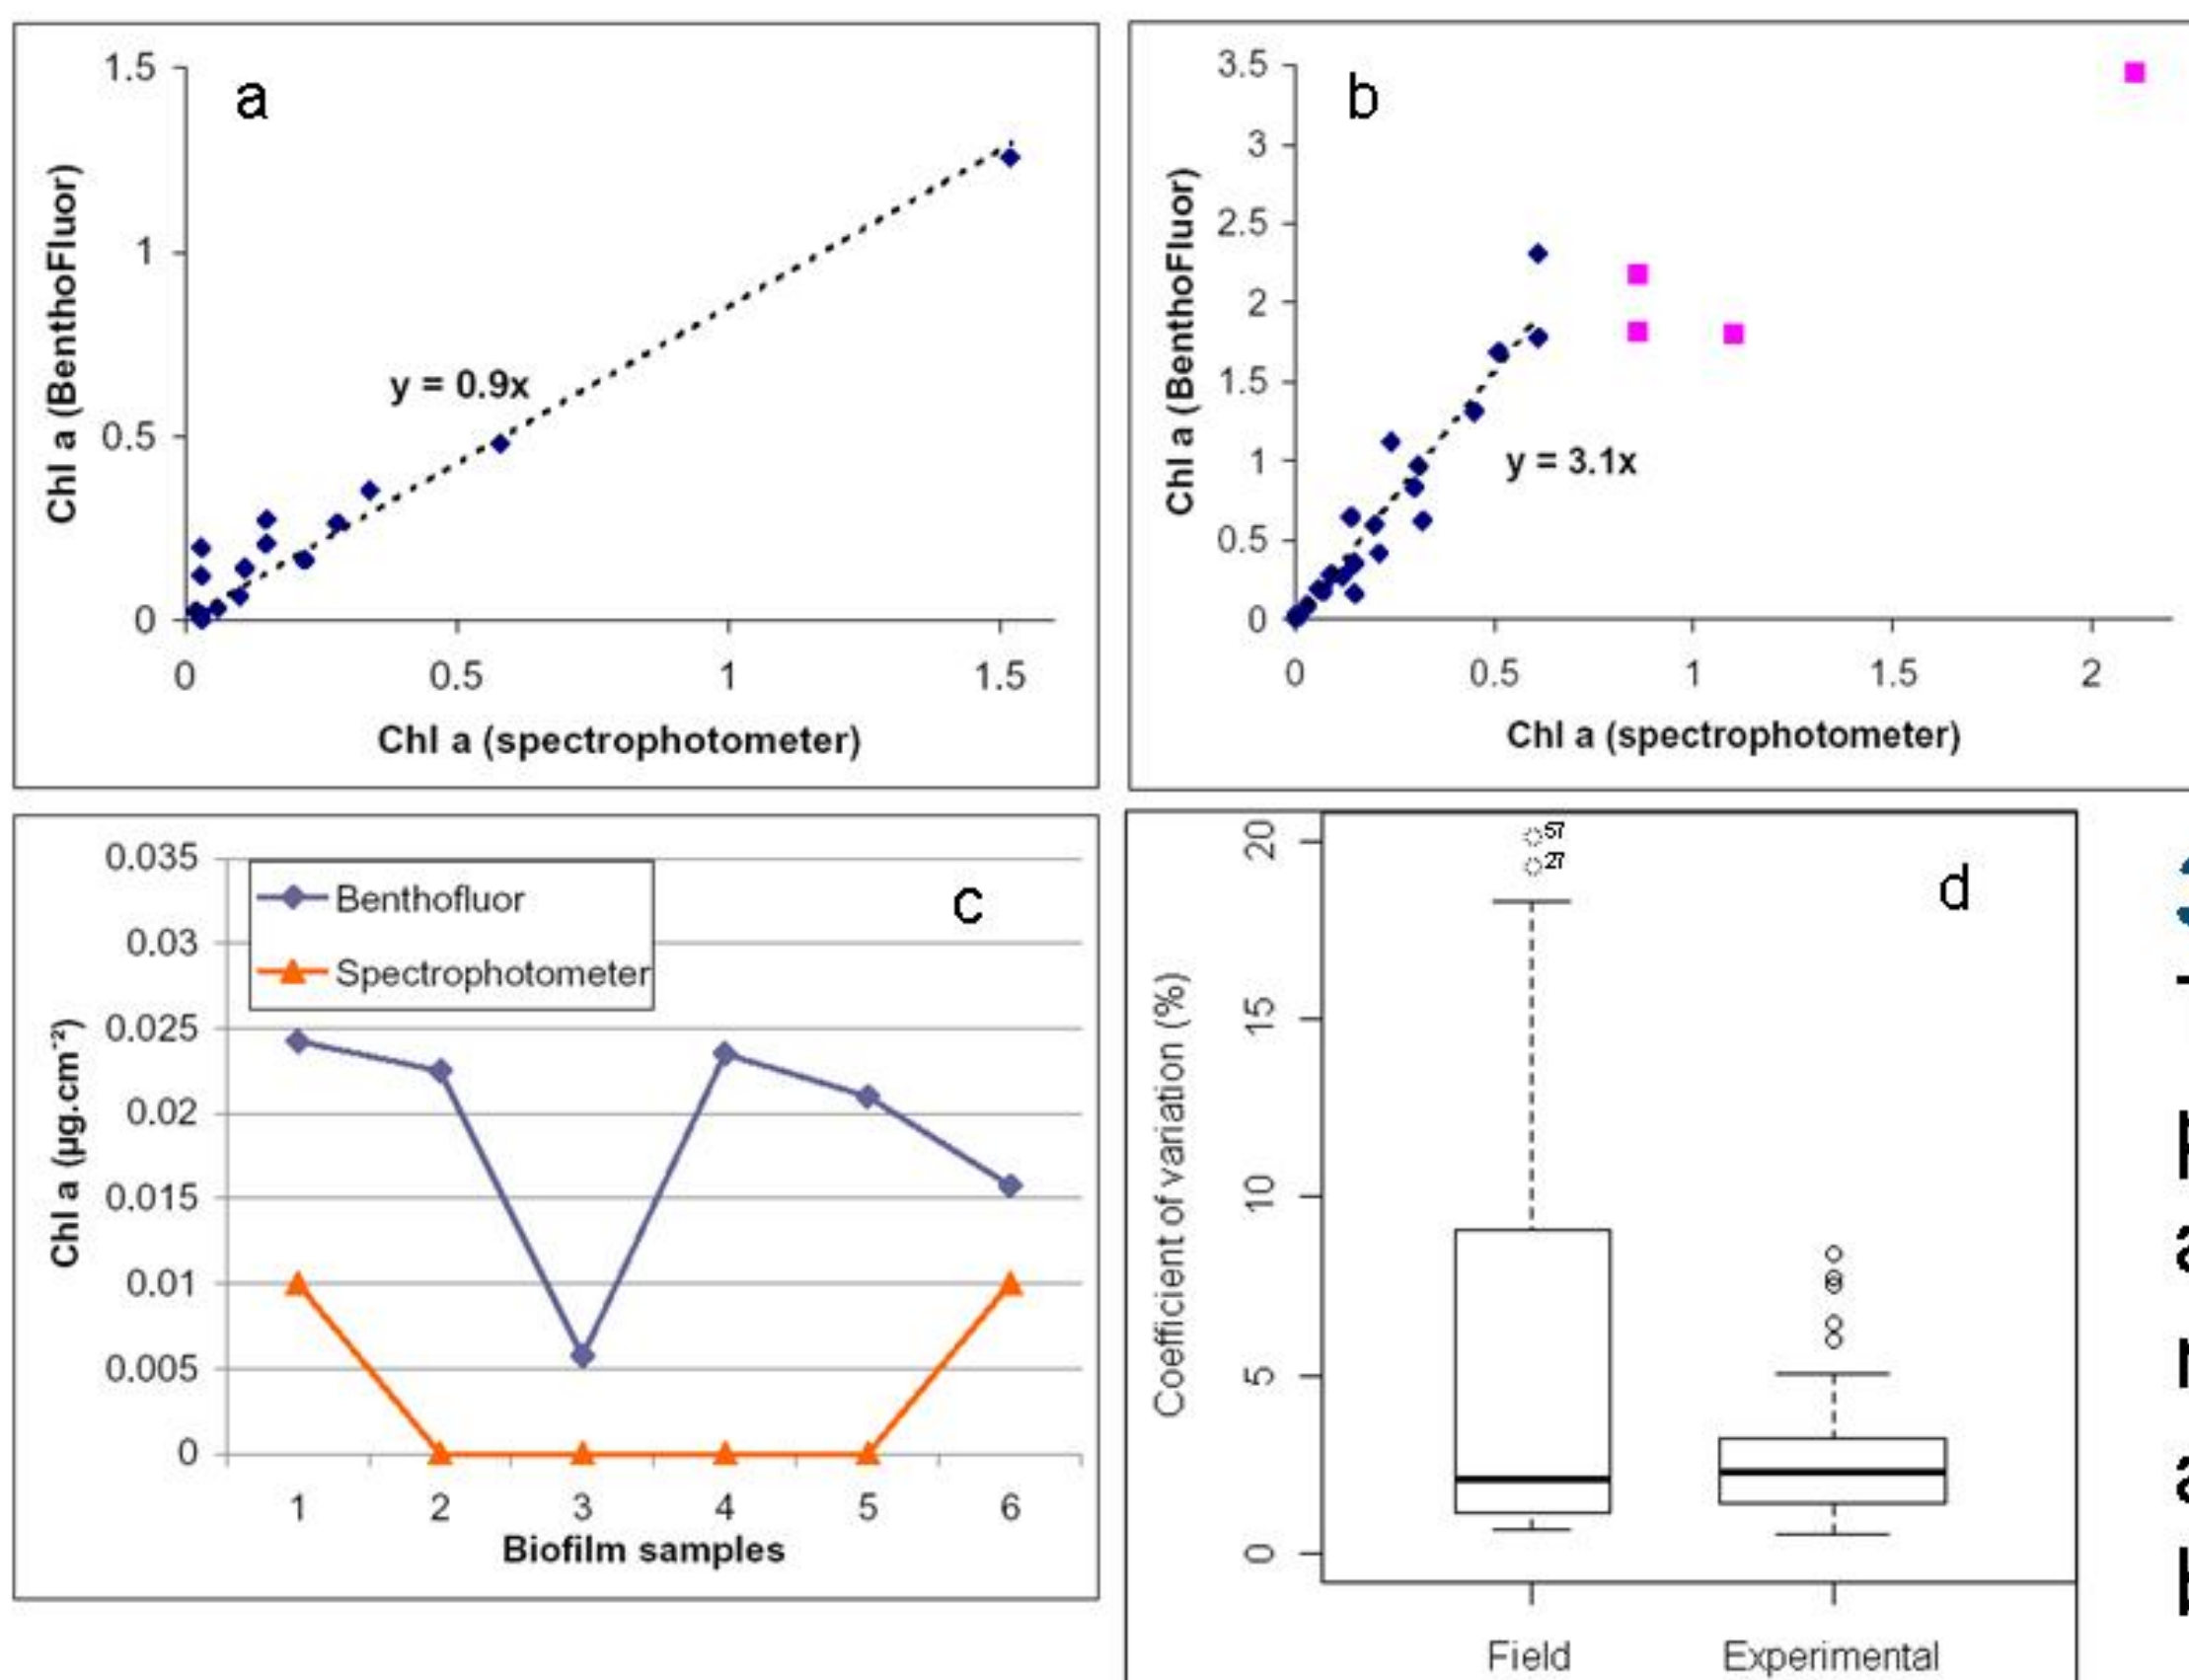 1.5
a
1
0.5
0
Chl a (BenthoFluor)
y = 0.9x
0 0.5 1 1.5
Chl a (spectrophotometer)
3.5
b
3
2.5
2
1.5
1
0.5
0
Chl a (BenthoFluor)
y = 3.1x
0 0.5 1 1.5 2
Chl a (spectrophotometer)
0.035
0.03
0.025
0.02
0.015
0.01
0.005
0
Chl a (µg.cm⁻²)
Benthofluor
Spectrophotometer
c
1 2 3 4 5 6
Biofilm samples
20
15
10
5
0
Coefficient of variation (%)
57
27
d
Field Experimental